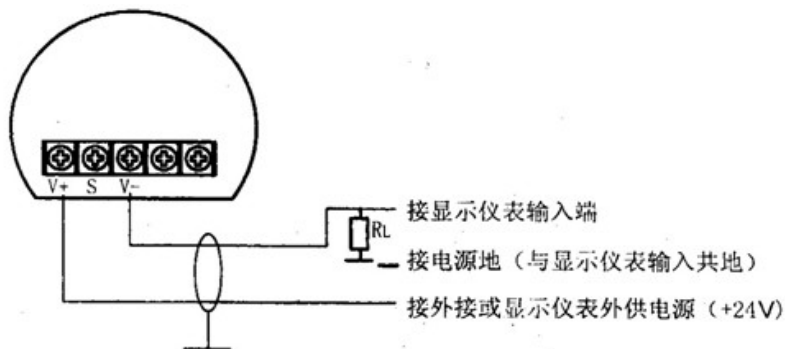 V+ S V-
接显示仪表输入端
RL
接电源地（与显示仪表输入共地）
接外接或显示仪表外供电源（+24V）